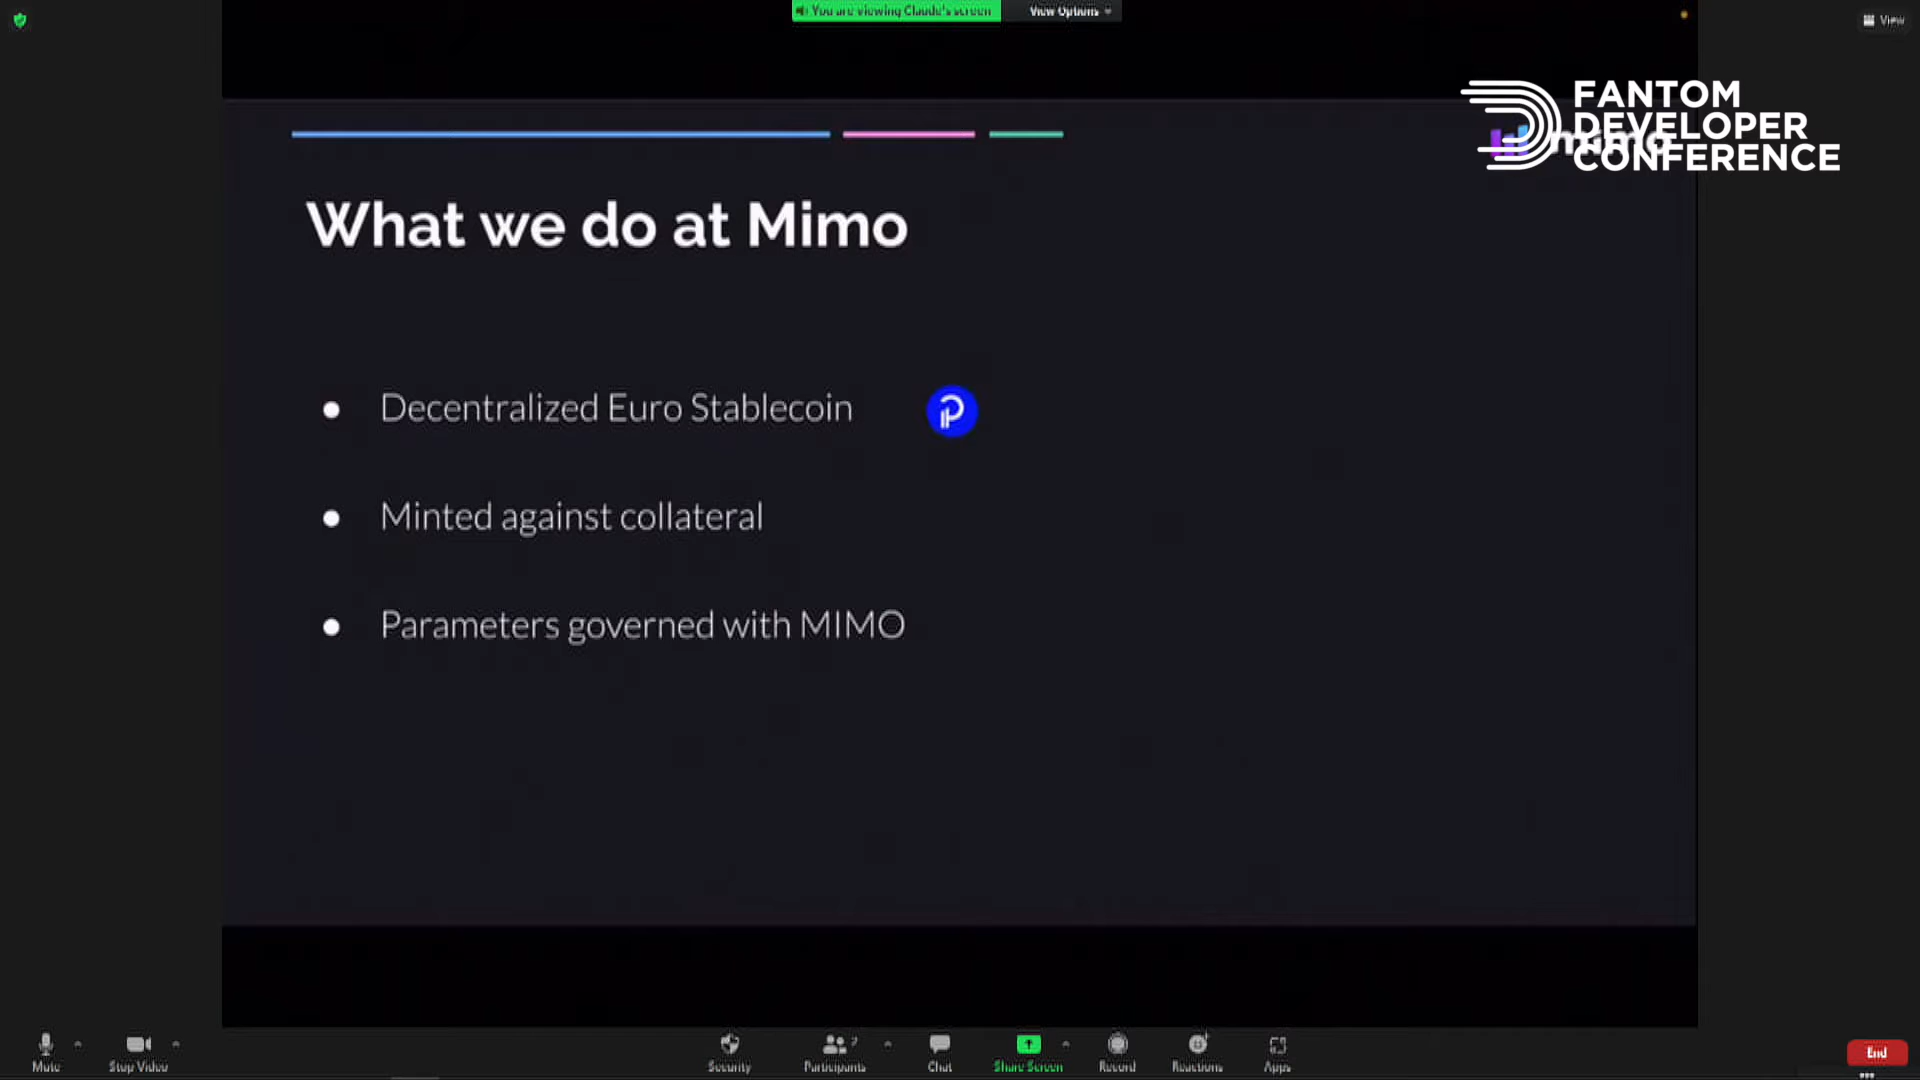 You are viewing Claude's screen
View Options
View
FANTOM
DEVELOPER
CONFERENCE
mimo
What we do at Mimo
Decentralized Euro Stablecoin
Minted against collateral
Parameters governed with MIMO
Mute
Stop Video
Security
Participants
7
Chat
Share Screen
Record
Reactions
Apps
End